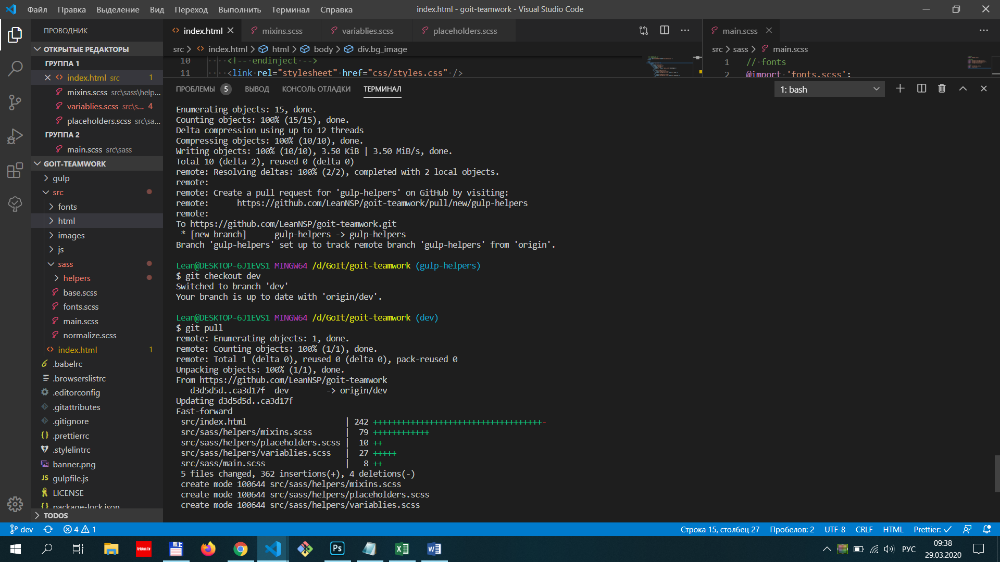 Файл Правка Выделение Вид Переход Выполнить Терминал Справка
index.html - goit-teamwork - Visual Studio Code
ПРОВОДНИК
ОТКРЫТЫЕ РЕДАКТОРЫ
ГРУППА 1
index.html src 1
mixins.scss src\sass\help...
variablies.scss src\s... 4
placeholders.scss src\sa...
ГРУППА 2
main.scss src\sass
GOIT-TEAMWORK
gulp
src
fonts
html
images
js
sass
helpers
base.scss
fonts.scss
main.scss
normalize.scss
index.html 1
.babelrc
.browserslistrc
.editorconfig
.gitattributes
.gitignore
.prettierrc
.stylelintrc
banner.png
gulpfile.js
LICENSE
package-lock.json
TODOS
index.html mixins.scss variablies.scss placeholders.scss
src > index.html > html > body > div.bg_image
10 <!-- endinject -->
11 <link rel="stylesheet" href="css/styles.css" />
main.scss
src > sass > main.scss
1 // fonts
2 @import 'fonts.scss';
ПРОБЛЕМЫ 5 ВЫВОД КОНСОЛЬ ОТЛАДКИ ТЕРМИНАЛ
1: bash
Enumerating objects: 15, done.
Counting objects: 100% (15/15), done.
Delta compression using up to 12 threads
Compressing objects: 100% (10/10), done.
Writing objects: 100% (10/10), 3.50 KiB | 3.50 MiB/s, done.
Total 10 (delta 2), reused 0 (delta 0)
remote: Resolving deltas: 100% (2/2), completed with 2 local objects.
remote:
remote: Create a pull request for 'gulp-helpers' on GitHub by visiting:
remote:      https://github.com/LeanNSP/goit-teamwork/pull/new/gulp-helpers
remote:
To https://github.com/LeanNSP/goit-teamwork.git
 * [new branch]      gulp-helpers -> gulp-helpers
Branch 'gulp-helpers' set up to track remote branch 'gulp-helpers' from 'origin'.
Lean@DESKTOP-6J1EVS1 MINGW64 /d/GoIt/goit-teamwork (gulp-helpers)
$ git checkout dev
Switched to branch 'dev'
Your branch is up to date with 'origin/dev'.
Lean@DESKTOP-6J1EVS1 MINGW64 /d/GoIt/goit-teamwork (dev)
$ git pull
remote: Enumerating objects: 1, done.
remote: Counting objects: 100% (1/1), done.
remote: Total 1 (delta 0), reused 0 (delta 0), pack-reused 0
Unpacking objects: 100% (1/1), done.
From https://github.com/LeanNSP/goit-teamwork
   d3d5d5d..ca3d17f  dev        -> origin/dev
Updating d3d5d5d..ca3d17f
Fast-forward
 src/index.html                     | 242 ++++++++++++++++++++++++++++++++++++-
 src/sass/helpers/mixins.scss       |  79 ++++++++++++
 src/sass/helpers/placeholders.scss |  10 ++
 src/sass/helpers/variablies.scss   |  27 +++++
 src/sass/main.scss                 |   8 ++
 5 files changed, 362 insertions(+), 4 deletions(-)
 create mode 100644 src/sass/helpers/mixins.scss
 create mode 100644 src/sass/helpers/placeholders.scss
 create mode 100644 src/sass/helpers/variablies.scss
dev 4 1
Строка 15, столбец 27 Пробелов: 2 UTF-8 CRLF HTML Prettier: ✓
РУС
09:38
29.03.2020